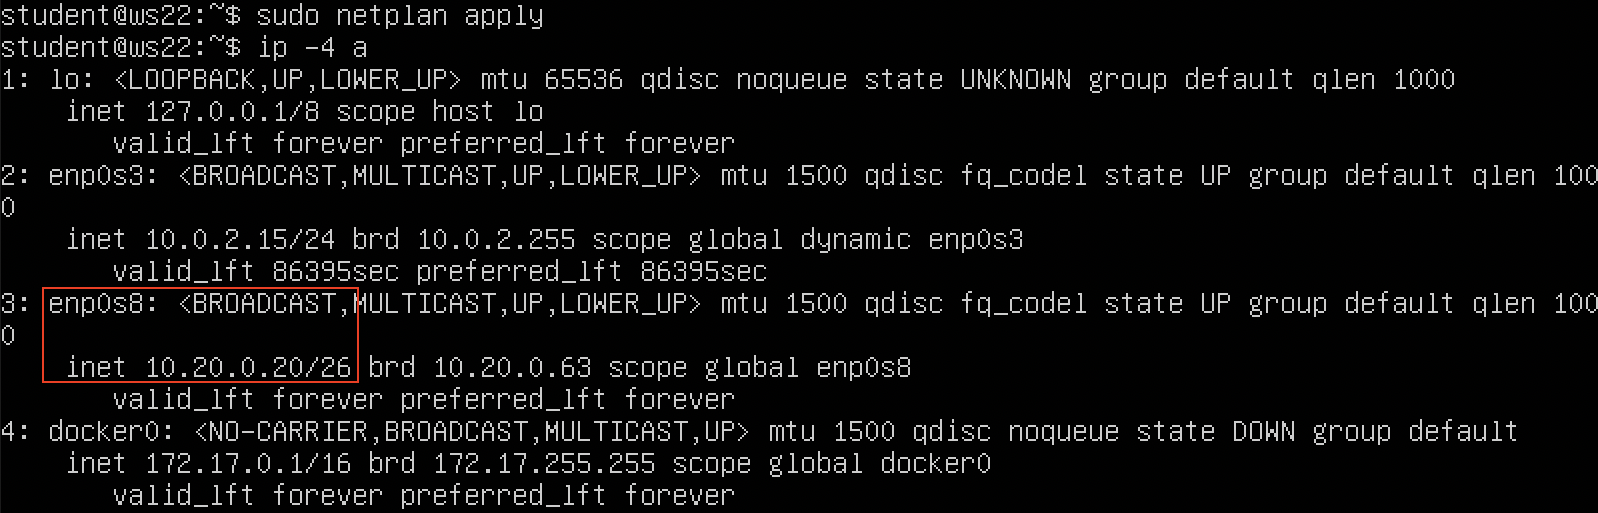 student@ws22:~$ sudo netplan apply
student@ws22:~$ ip -4 a
1: lo: <LOOPBACK,UP,LOWER_UP> mtu 65536 qdisc noqueue state UNKNOWN group default qlen 1000
    inet 127.0.0.1/8 scope host lo
       valid_lft forever preferred_lft forever
2: enp0s3: <BROADCAST,MULTICAST,UP,LOWER_UP> mtu 1500 qdisc fq_codel state UP group default qlen 100
0
    inet 10.0.2.15/24 brd 10.0.2.255 scope global dynamic enp0s3
       valid_lft 86395sec preferred_lft 86395sec
3: enp0s8: <BROADCAST,MULTICAST,UP,LOWER_UP> mtu 1500 qdisc fq_codel state UP group default qlen 100
0
    inet 10.20.0.20/26 brd 10.20.0.63 scope global enp0s8
       valid_lft forever preferred_lft forever
4: docker0: <NO-CARRIER,BROADCAST,MULTICAST,UP> mtu 1500 qdisc noqueue state DOWN group default
    inet 172.17.0.1/16 brd 172.17.255.255 scope global docker0
       valid_lft forever preferred_lft forever